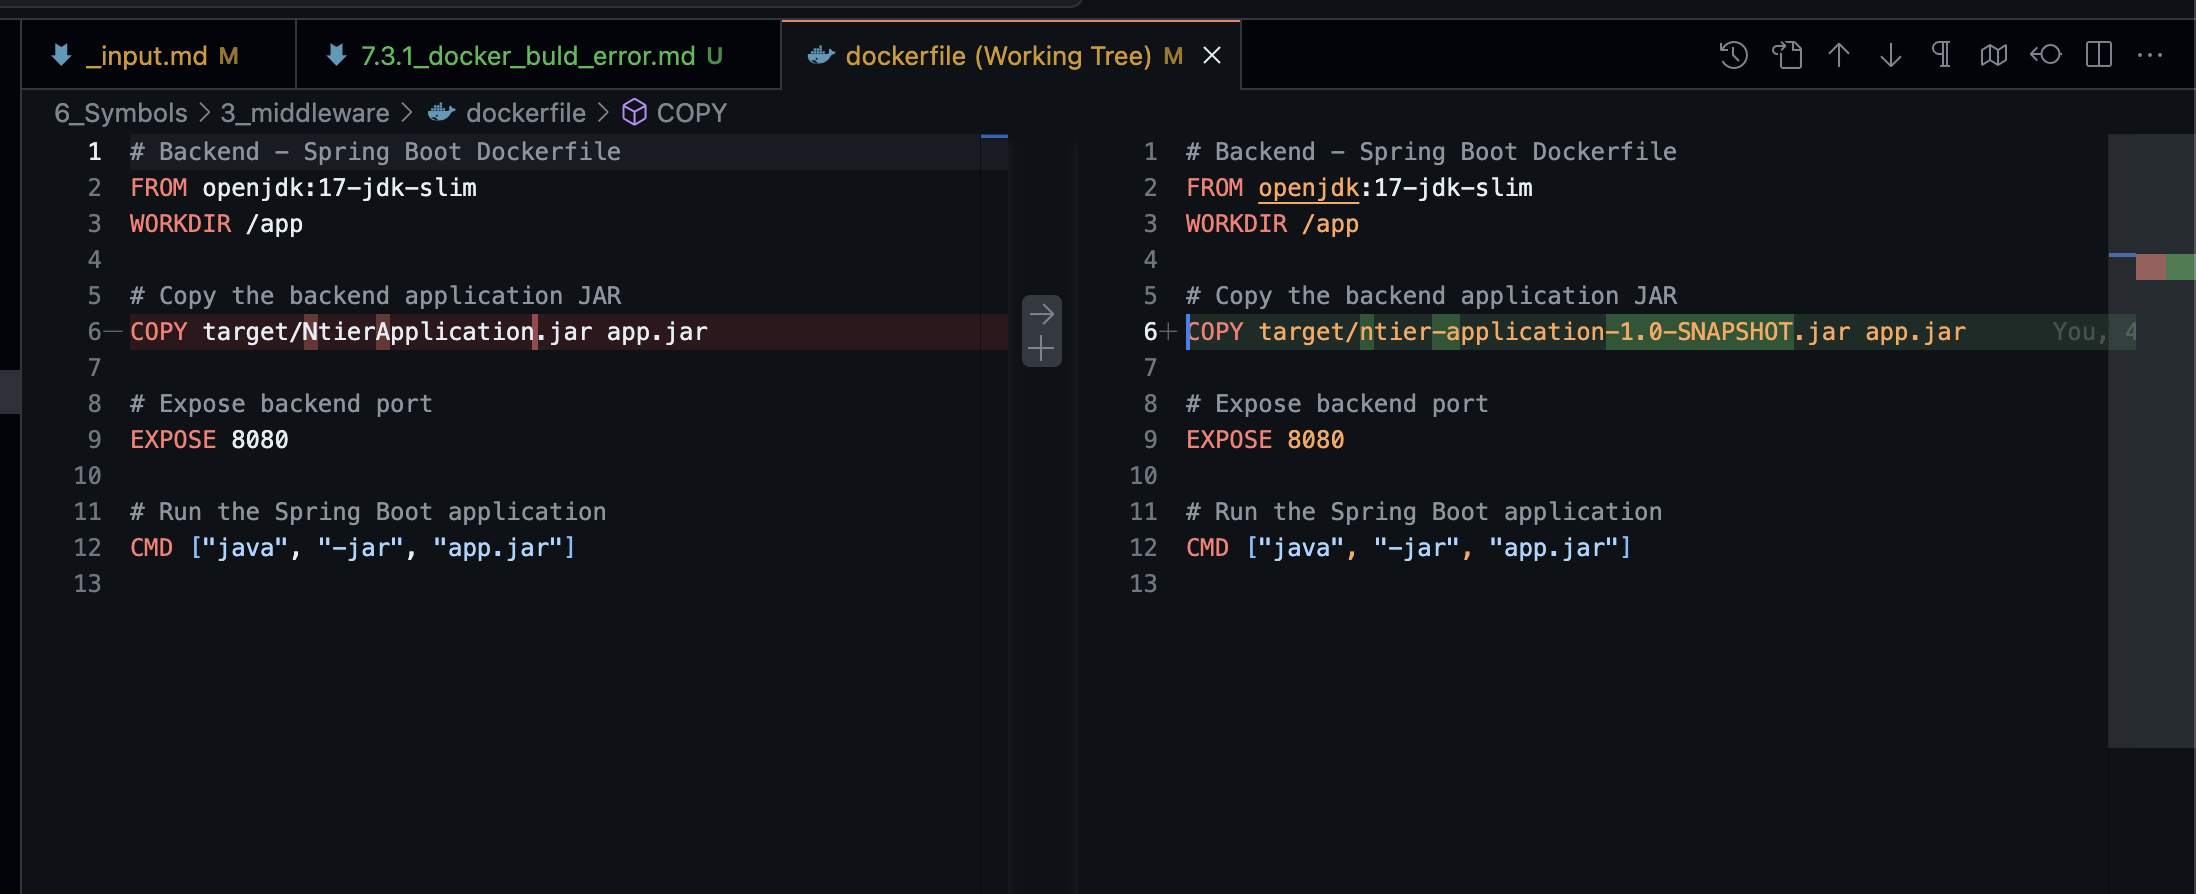 _input.md M
7.3.1_docker_buld_error.md U
dockerfile (Working Tree) M
6_Symbols > 3_middleware > dockerfile > COPY
1 # Backend - Spring Boot Dockerfile
2 FROM openjdk:17-jdk-slim
3 WORKDIR /app
4
5 # Copy the backend application JAR
6 COPY target/NtierApplication.jar app.jar
7
8 # Expose backend port
9 EXPOSE 8080
10
11 # Run the Spring Boot application
12 CMD ["java", "-jar", "app.jar"]
13
1 # Backend - Spring Boot Dockerfile
2 FROM openjdk:17-jdk-slim
3 WORKDIR /app
4
5 # Copy the backend application JAR
6 COPY target/ntier-application-1.0-SNAPSHOT.jar app.jar You, 4
7
8 # Expose backend port
9 EXPOSE 8080
10
11 # Run the Spring Boot application
12 CMD ["java", "-jar", "app.jar"]
13